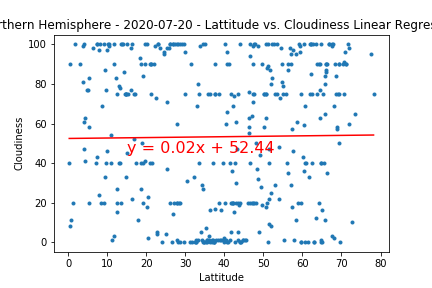 rthern Hemisphere - 2020-07-20 - Lattitude vs. Cloudiness Linear Regres
100
80
60
40
20
0
Cloudiness
y = 0.02x + 52.44
0 10 20 30 40 50 60 70 80
Lattitude